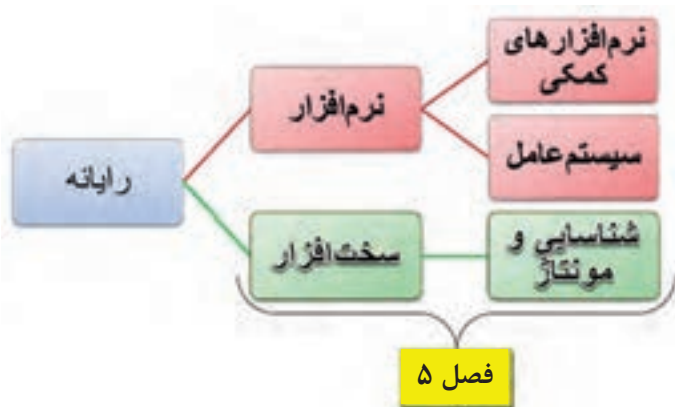 رایانه
نرم‌افزار
نرم‌افزارهای
کمکی
سیستم‌عامل
سخت‌افزار
شناسایی و
مونتاژ
فصل ۵